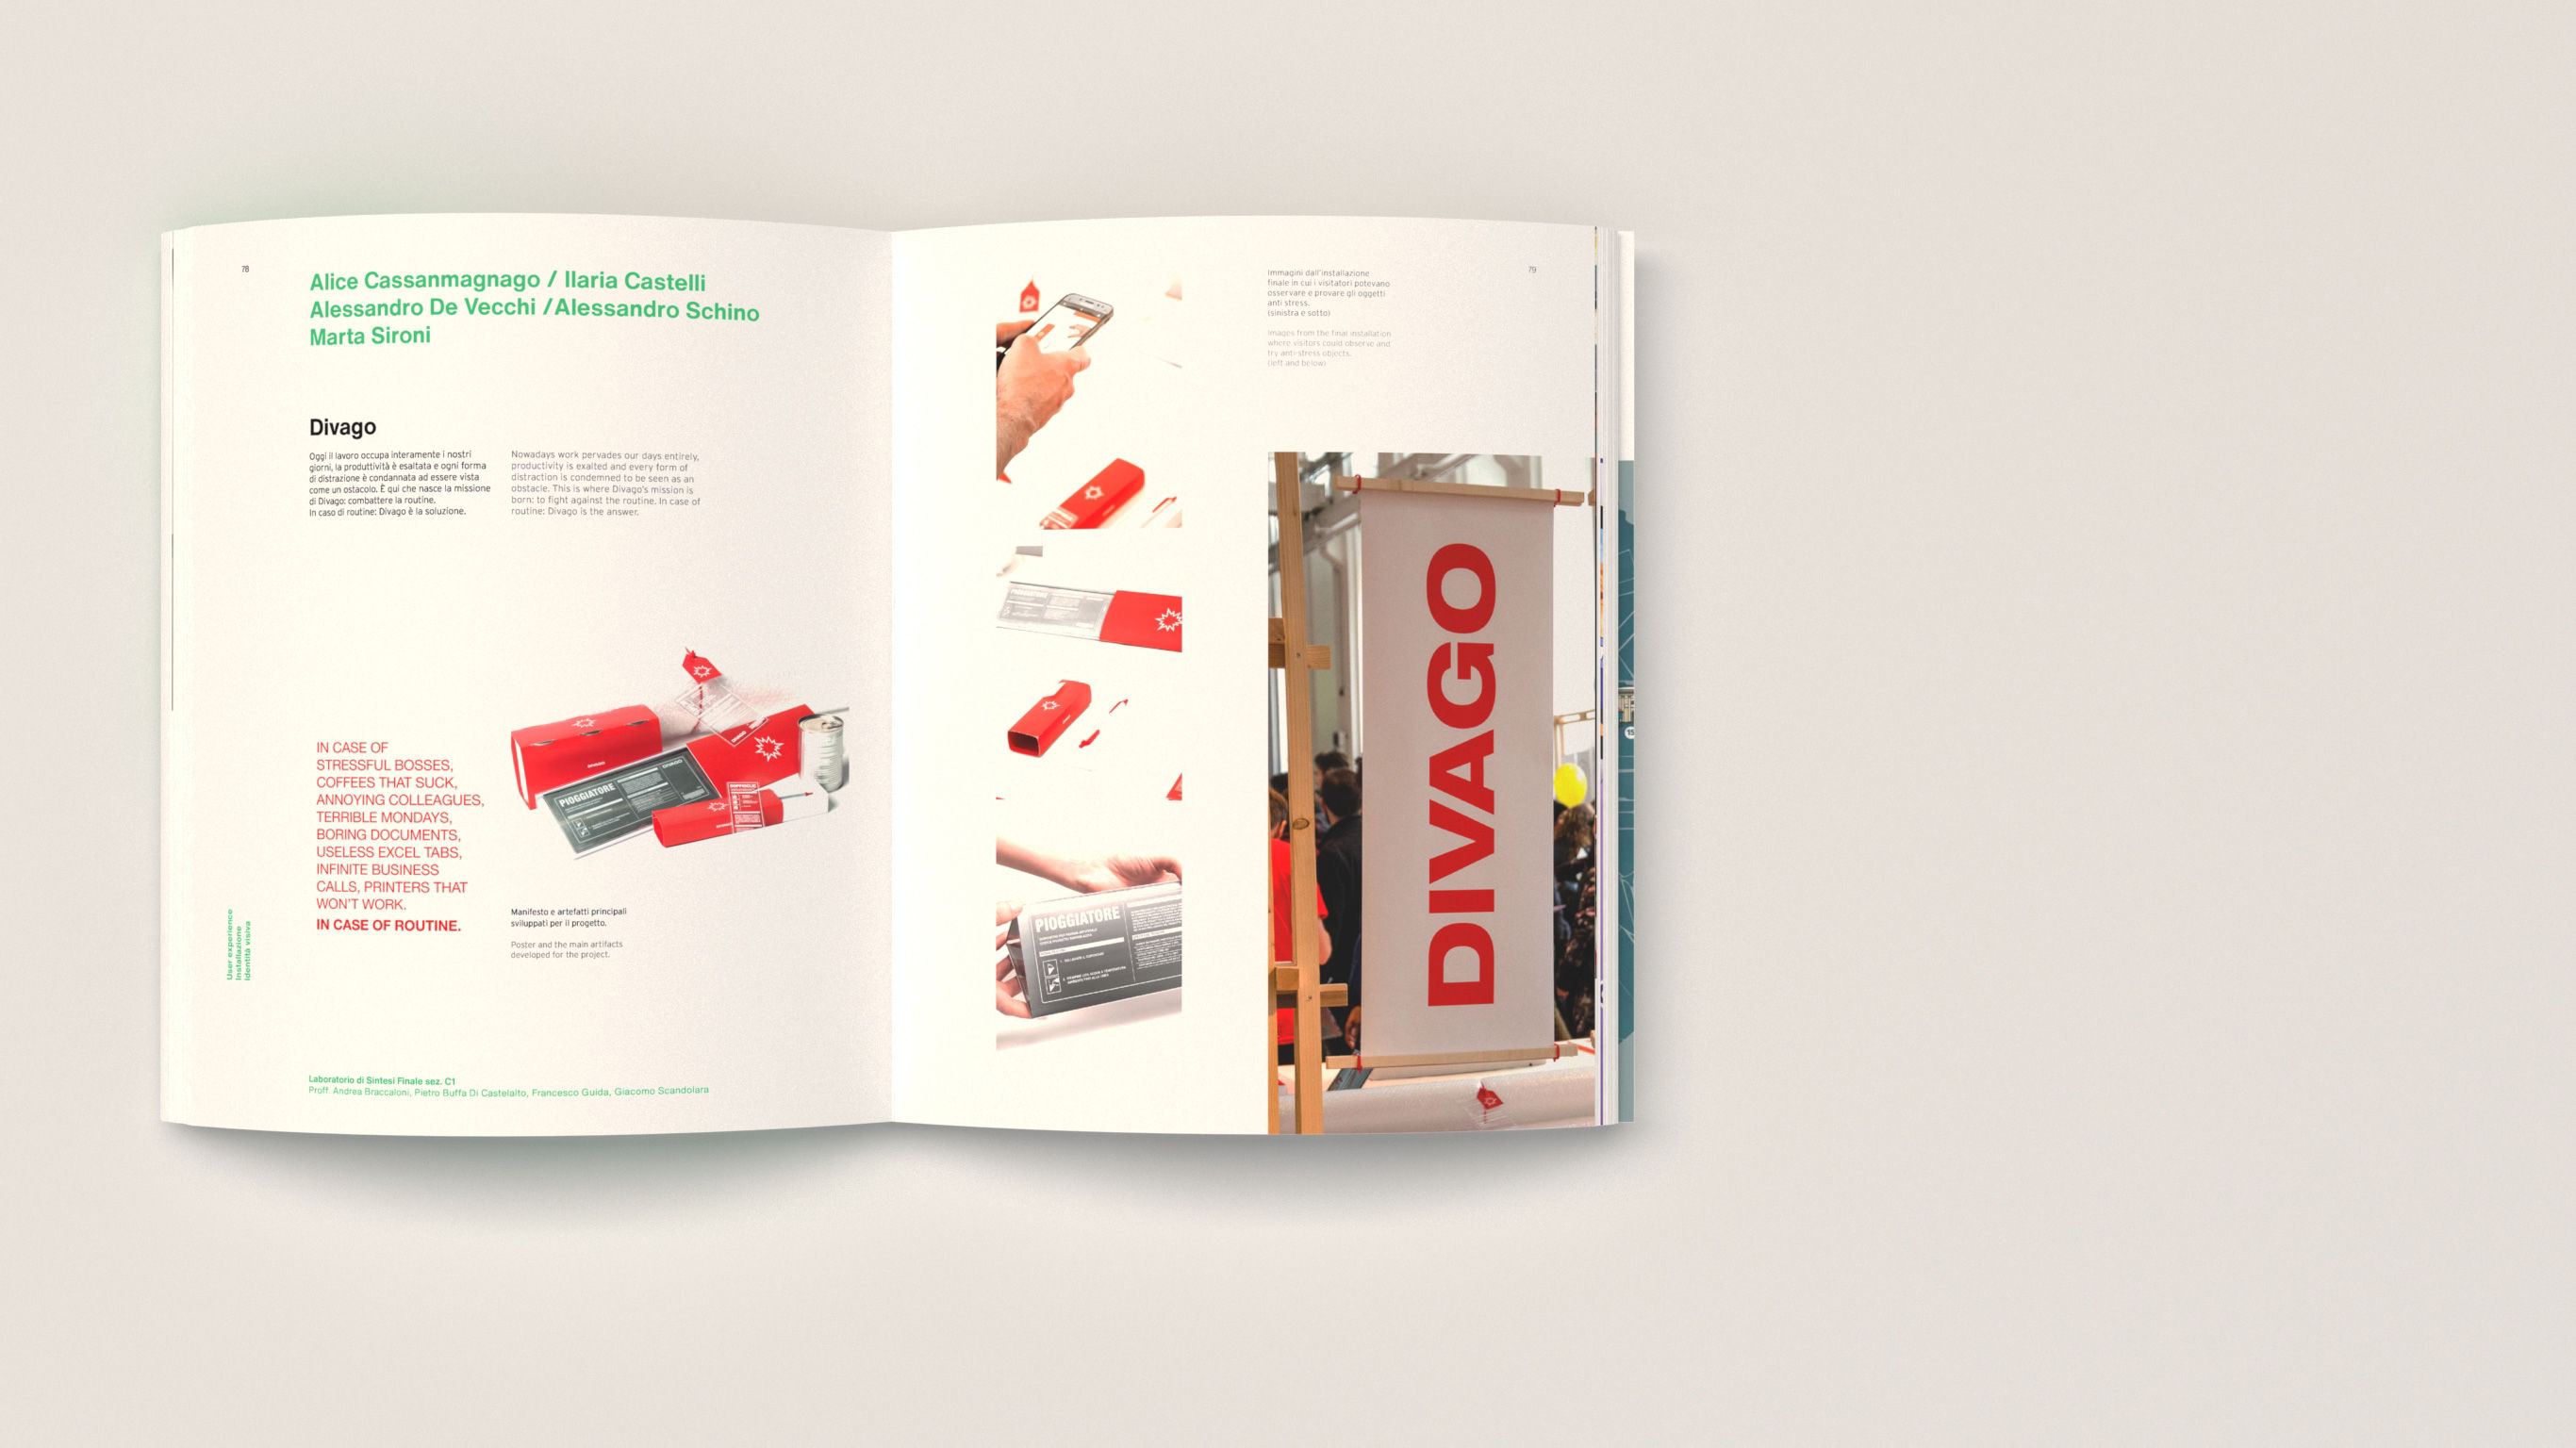 78
Alice Cassanmagnago / Ilaria Castelli
Alessandro De Vecchi /Alessandro Schino
Marta Sironi
Divago
Oggi il lavoro occupa interamente i nostri
giorni, la produttività è esaltata e ogni forma
di distrazione è condannata ad essere vista
come un ostacolo. È qui che nasce la missione
di Divago: combattere la routine.
In caso di routine: Divago è la soluzione.
Nowadays work pervades our days entirely,
productivity is exalted and every form of
distraction is condemned to be seen as an
obstacle. This is where Divago's mission is
born: to fight against the routine. In case of
routine: Divago is the answer.
IN CASE OF
STRESSFUL BOSSES,
COFFEES THAT SUCK,
ANNOYING COLLEAGUES,
TERRIBLE MONDAYS,
BORING DOCUMENTS,
USELESS EXCEL TABS,
INFINITE BUSINESS
CALLS, PRINTERS THAT
WON'T WORK.
IN CASE OF ROUTINE.
PIOGGIATORE
Manifesto e artefatti principali
sviluppati per il progetto.
Poster and the main artifacts
developed for the project.
User experience
Installazione
Identità visiva
Laboratorio di Sintesi Finale sez. C1
Proff. Andrea Braccaloni, Pietro Buffa Di Castelalto, Francesco Guida, Giacomo Scandolara
79
Immagini dall'installazione
finale in cui i visitatori potevano
osservare e provare gli oggetti
anti stress.
(sinistra e sotto)
Images from the final installation
where visitors could observe and
try anti-stress objects.
(left and below)
PIOGGIATORE
DIVAGO
15